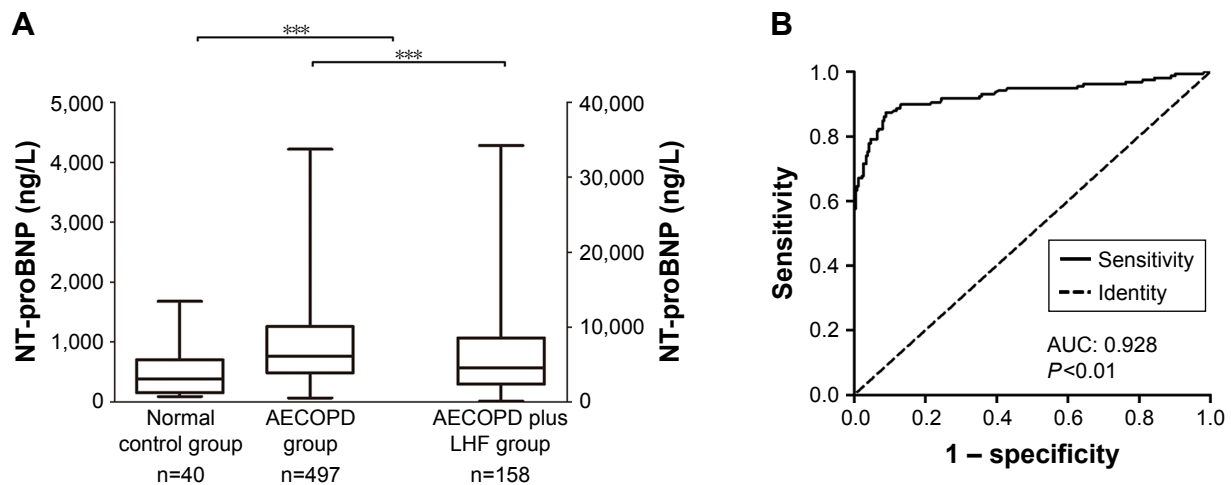 A
***
***
NT-proBNP (ng/L)
5,000
4,000
3,000
2,000
1,000
0
40,000
30,000
20,000
10,000
0
NT-proBNP (ng/L)
Normal
control group
n=40
AECOPD
group
n=497
AECOPD plus
LHF group
n=158
B
Sensitivity
1.0
0.8
0.6
0.4
0.2
0.0
Sensitivity
Identity
AUC: 0.928
P<0.01
0.0 0.2 0.4 0.6 0.8 1.0
1 – specificity